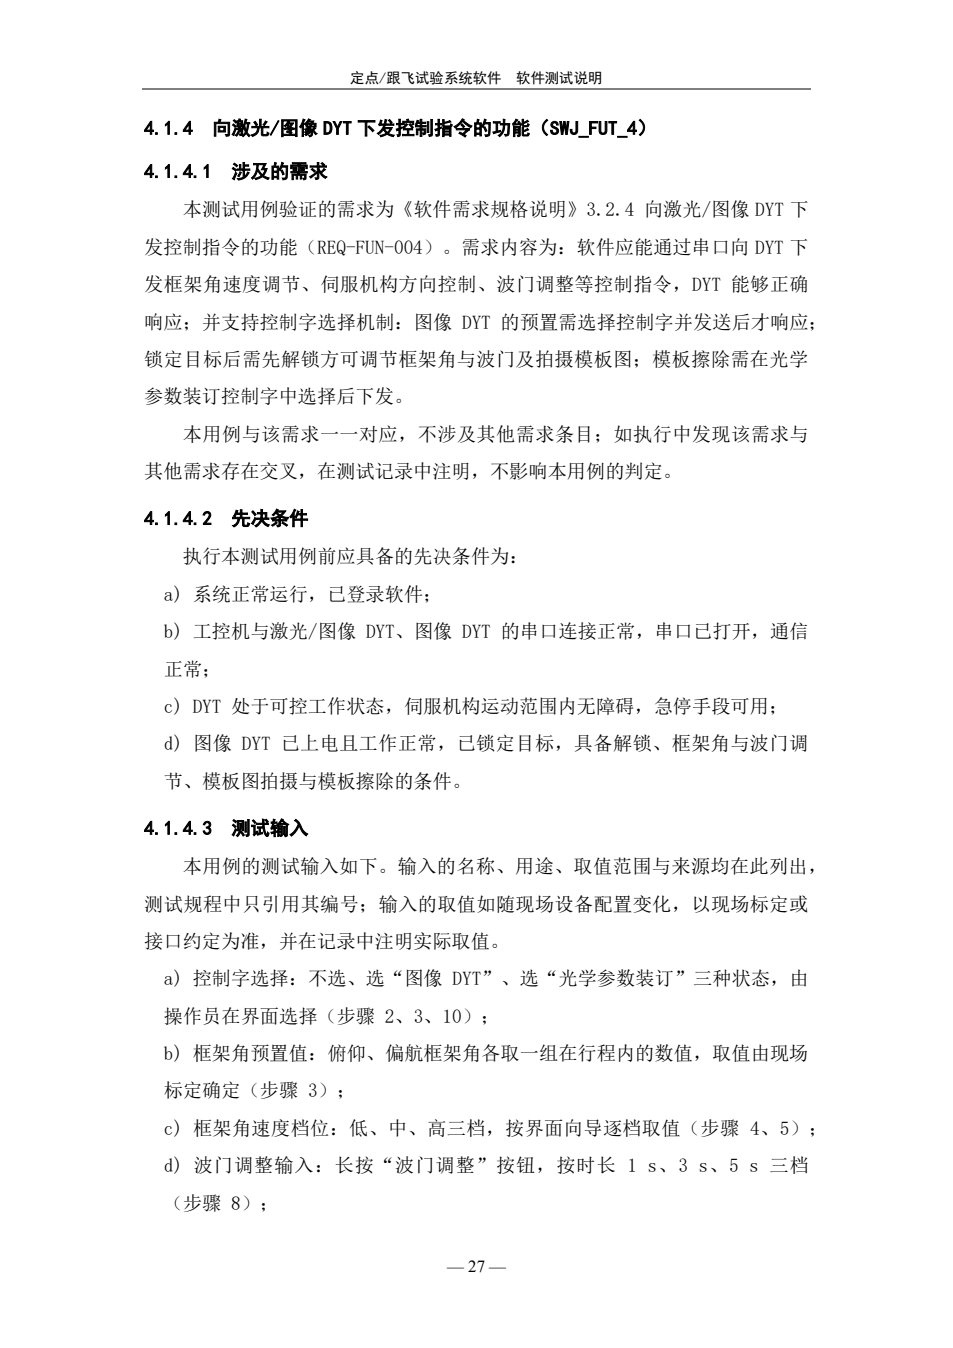 定点/跟飞试验系统软件　软件测试说明
4.1.4　向激光/图像 DYT 下发控制指令的功能（SWJ_FUT_4）
4.1.4.1　涉及的需求
本测试用例验证的需求为《软件需求规格说明》3.2.4 向激光/图像 DYT 下
发控制指令的功能（REQ-FUN-004）。需求内容为：软件应能通过串口向 DYT 下
发框架角速度调节、伺服机构方向控制、波门调整等控制指令，DYT 能够正确
响应；并支持控制字选择机制：图像 DYT 的预置需选择控制字并发送后才响应；
锁定目标后需先解锁方可调节框架角与波门及拍摄模板图；模板擦除需在光学
参数装订控制字中选择后下发。
本用例与该需求一一对应，不涉及其他需求条目；如执行中发现该需求与
其他需求存在交叉，在测试记录中注明，不影响本用例的判定。
4.1.4.2　先决条件
执行本测试用例前应具备的先决条件为：
a) 系统正常运行，已登录软件；
b) 工控机与激光/图像 DYT、图像 DYT 的串口连接正常，串口已打开，通信
正常；
c) DYT 处于可控工作状态，伺服机构运动范围内无障碍，急停手段可用；
d) 图像 DYT 已上电且工作正常，已锁定目标，具备解锁、框架角与波门调
节、模板图拍摄与模板擦除的条件。
4.1.4.3　测试输入
本用例的测试输入如下。输入的名称、用途、取值范围与来源均在此列出，
测试规程中只引用其编号；输入的取值如随现场设备配置变化，以现场标定或
接口约定为准，并在记录中注明实际取值。
a) 控制字选择：不选、选“图像 DYT”、选“光学参数装订”三种状态，由
操作员在界面选择（步骤 2、3、10）；
b) 框架角预置值：俯仰、偏航框架角各取一组在行程内的数值，取值由现场
标定确定（步骤 3）；
c) 框架角速度档位：低、中、高三档，按界面向导逐档取值（步骤 4、5）；
d) 波门调整输入：长按“波门调整”按钮，按时长 1 s、3 s、5 s 三档
（步骤 8）；
— 27 —